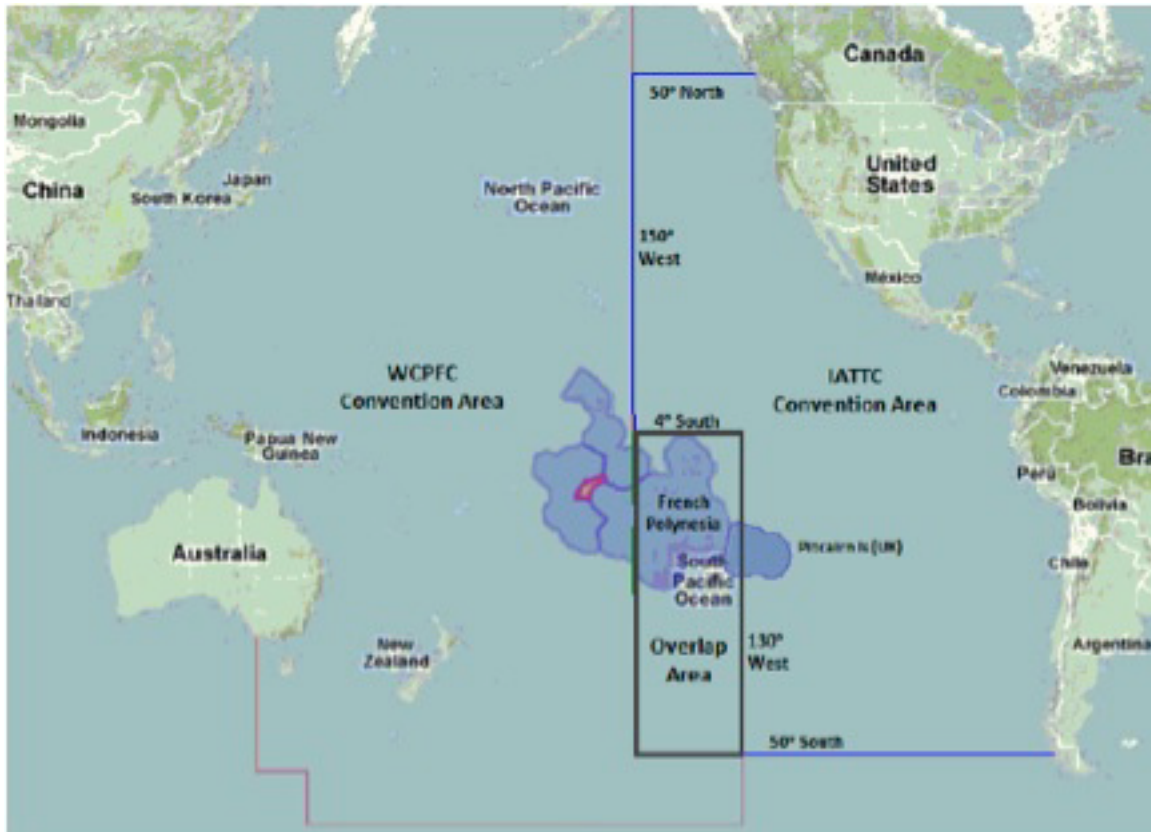 Canada
50° North
Mongolia
United
States
China
Japan
South Korea
North Pacific
Ocean
150°
West
México
Thailand
WCPFC
Convention Area
IATTC
Convention Area
Venezuela
Colombia
4° South
Indonesia
Papua New
Guinea
Perú
Bra
French
Polynesia
Bolivia
Australia
South
Pacific
Ocean
Pitcairn Is (UK)
Chile
New
Zealand
Overlap
Area
130°
West
Argentina
50° South